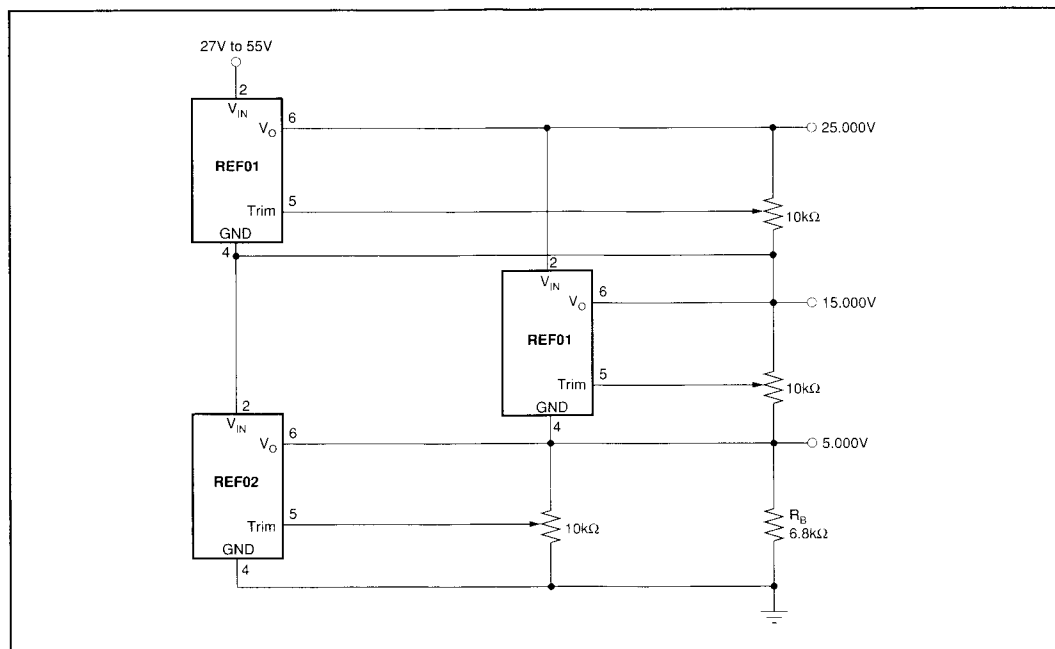 27V to 55V
2
V_IN
6
V_O
25.000V
REF01
5
Trim
10kΩ
GND
4
2
V_IN
6
V_O
15.000V
REF01
5
Trim
10kΩ
GND
4
2
V_IN
6
V_O
5.000V
REF02
5
Trim
10kΩ
R_B
6.8kΩ
GND
4